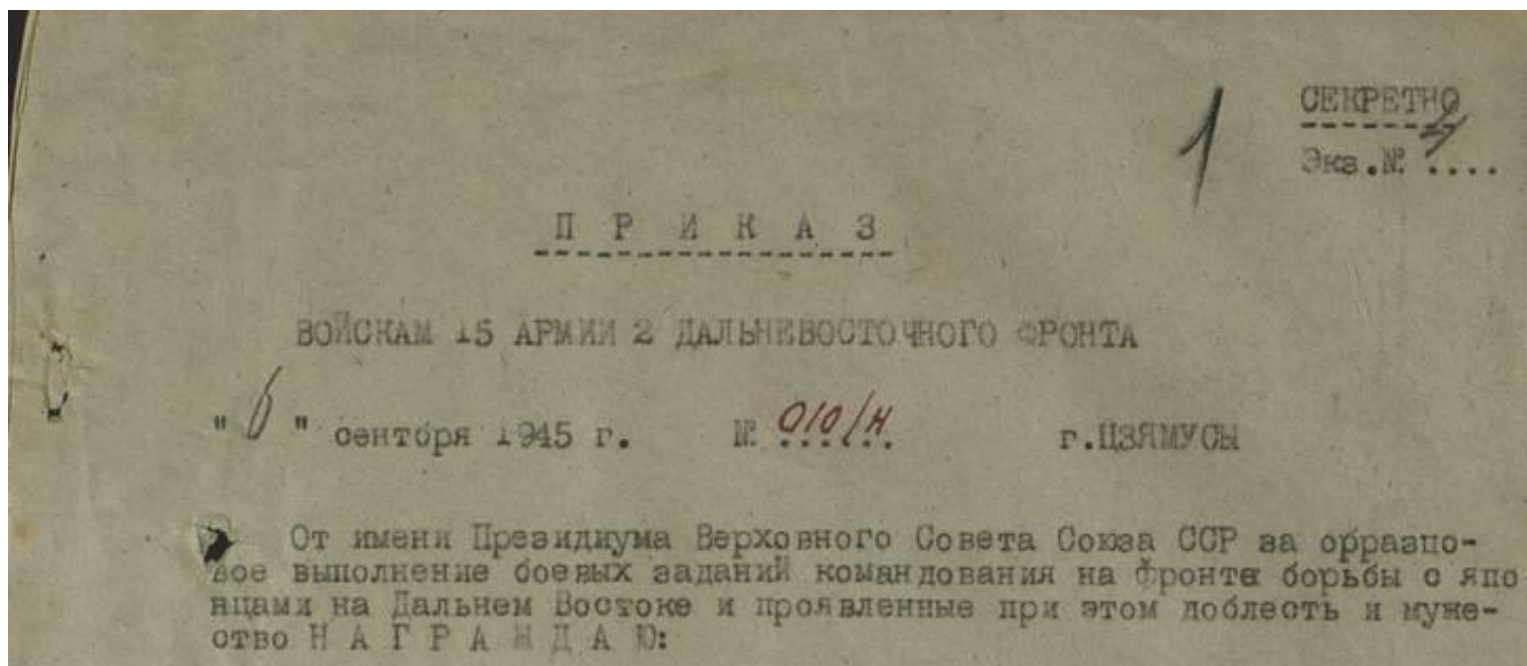 1
СЕКРЕТНО
Экз.№ ....
П Р И К А З
ВОЙСКАМ 15 АРМИИ 2 ДАЛЬНЕВОСТОЧНОГО ФРОНТА
"6" сентября 1945 г. № 010/н г.ЦЗЯМУСЫ
От имени Президиума Верховного Совета Союза ССР за образцо-
вое выполнение боевых заданий командования на фронте борьбы с япо
нцами на Дальнем Востоке и проявленные при этом доблесть и муже-
ство Н А Г Р А Ж Д А Ю: